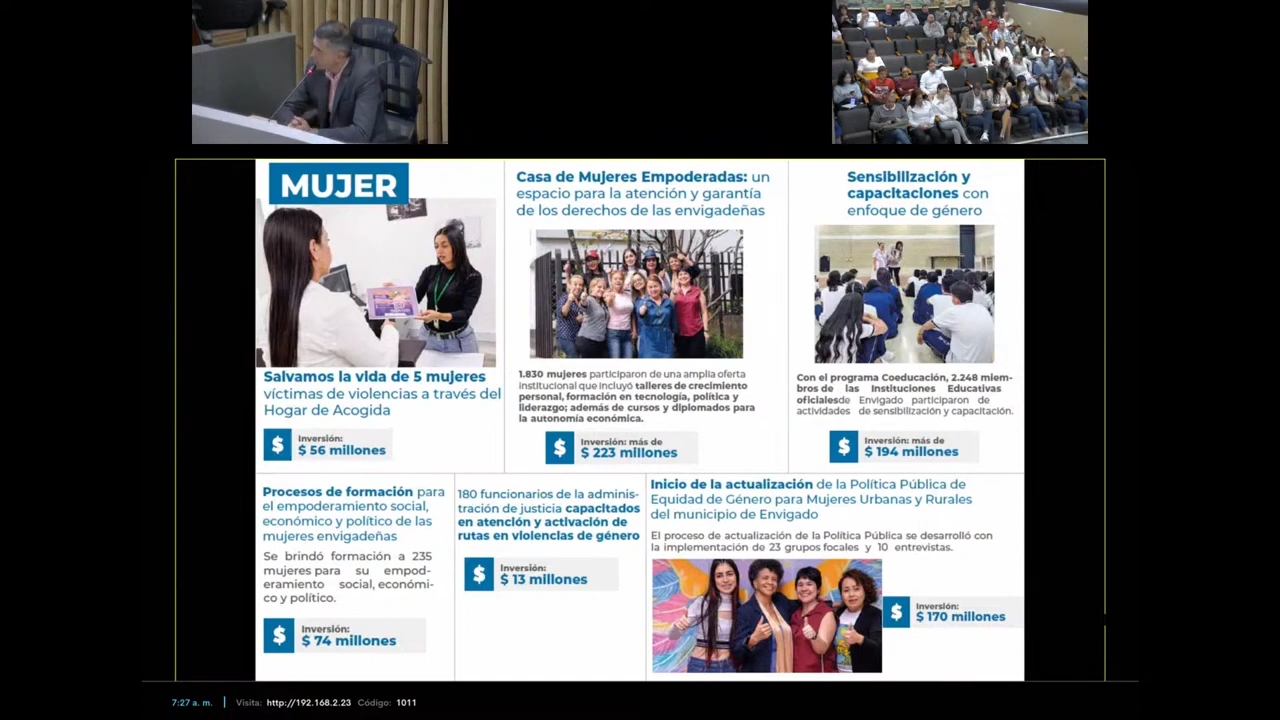 MUJER
Salvamos la vida de 5 mujeres
víctimas de violencias a través del
Hogar de Acogida
$
Inversión:
$ 56 millones
Casa de Mujeres Empoderadas: un
espacio para la atención y garantía
de los derechos de las envigadeñas
1.830 mujeres participaron de una amplia oferta
institucional que incluyó talleres de crecimiento
personal, formación en tecnología, política y
liderazgo; además de cursos y diplomados para
la autonomía económica.
$
Inversión: más de
$ 223 millones
Sensibilización y
capacitaciones con
enfoque de género
Con el programa Coeducación, 2.248 miem-
bros de las Instituciones Educativas
oficialesde Envigado participaron de
actividades de sensibilización y capacitación.
$
Inversión: más de
$ 194 millones
Procesos de formación para
el empoderamiento social,
económico y político de las
mujeres envigadeñas
Se brindó formación a 235
mujeres para su empod-
eramiento social, económi-
co y político.
$
Inversión:
$ 74 millones
180 funcionarios de la adminis-
tración de justicia capacitados
en atención y activación de
rutas en violencias de género
$
Inversión:
$ 13 millones
Inicio de la actualización de la Política Pública de
Equidad de Género para Mujeres Urbanas y Rurales
del municipio de Envigado
El proceso de actualización de la Política Pública se desarrolló con
la implementación de 23 grupos focales y 10 entrevistas.
$
Inversión:
$ 170 millones
7:27 a. m. | Visita: http://192.168.2.23 Código: 1011